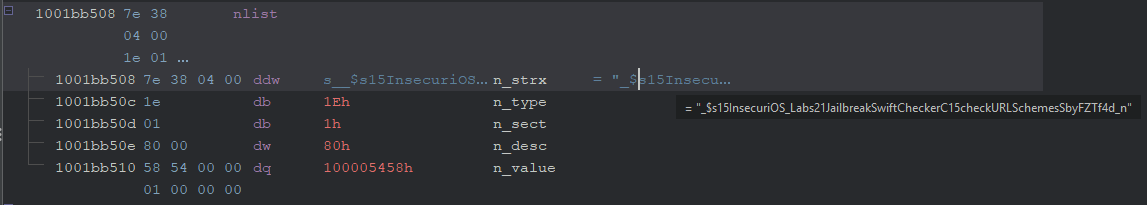 1001bb508 7e 38 nlist
04 00
1e 01 ...
1001bb508 7e 38 04 00 ddw s__$s15InsecuriOS... n_strx = "_$s15Insecu...
1001bb50c 1e db 1Eh n_type
= "_$s15InsecuriOS_Labs21JailbreakSwiftCheckerC15checkURLSchemesSbyFZTf4d_n"
1001bb50d 01 db 1h n_sect
1001bb50e 80 00 dw 80h n_desc
1001bb510 58 54 00 00 dq 100005458h n_value
01 00 00 00